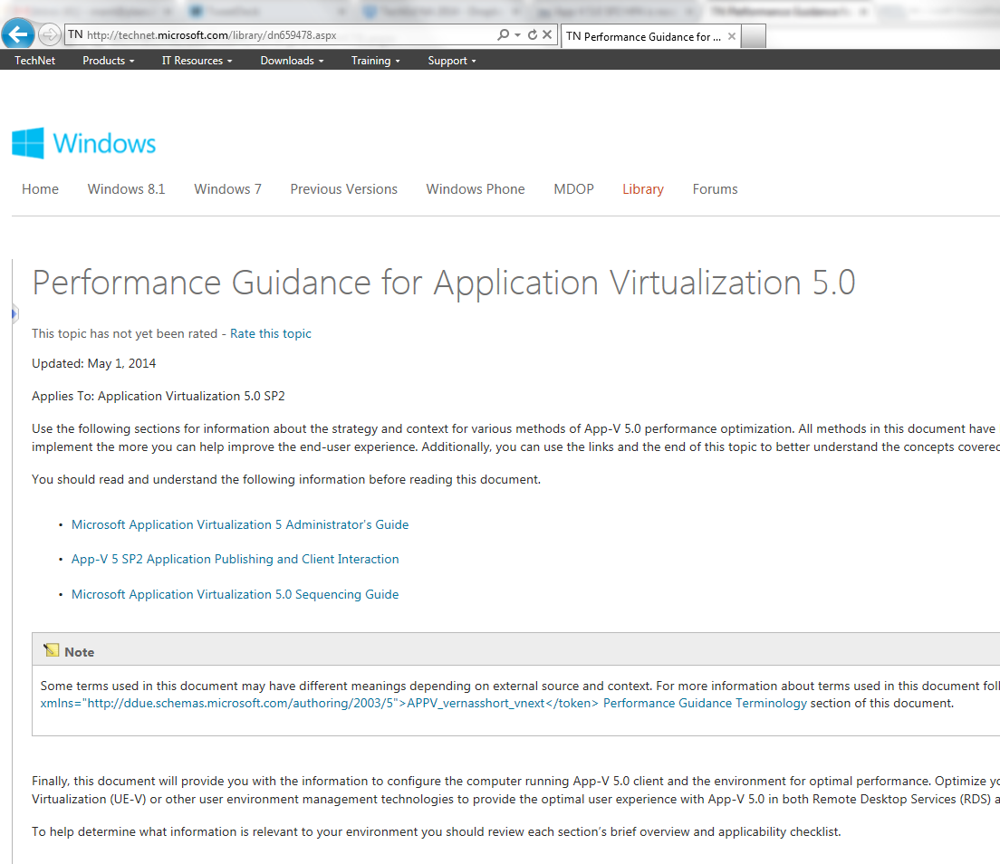 TN http://technet.microsoft.com/library/dn659478.aspx
TN Performance Guidance for ...
TechNet Products IT Resources Downloads Training Support
Windows
Home Windows 8.1 Windows 7 Previous Versions Windows Phone MDOP Library Forums
Performance Guidance for Application Virtualization 5.0
This topic has not yet been rated - Rate this topic
Updated: May 1, 2014
Applies To: Application Virtualization 5.0 SP2
Use the following sections for information about the strategy and context for various methods of App-V 5.0 performance optimization. All methods in this document have
implement the more you can help improve the end-user experience. Additionally, you can use the links and the end of this topic to better understand the concepts covered
You should read and understand the following information before reading this document.
• Microsoft Application Virtualization 5 Administrator's Guide
• App-V 5 SP2 Application Publishing and Client Interaction
• Microsoft Application Virtualization 5.0 Sequencing Guide
Note
Some terms used in this document may have different meanings depending on external source and context. For more information about terms used in this document foll
xmlns="http://ddue.schemas.microsoft.com/authoring/2003/5">APPV_vernasshort_vnext</token> Performance Guidance Terminology section of this document.
Finally, this document will provide you with the information to configure the computer running App-V 5.0 client and the environment for optimal performance. Optimize yo
Virtualization (UE-V) or other user environment management technologies to provide the optimal user experience with App-V 5.0 in both Remote Desktop Services (RDS) a
To help determine what information is relevant to your environment you should review each section's brief overview and applicability checklist.